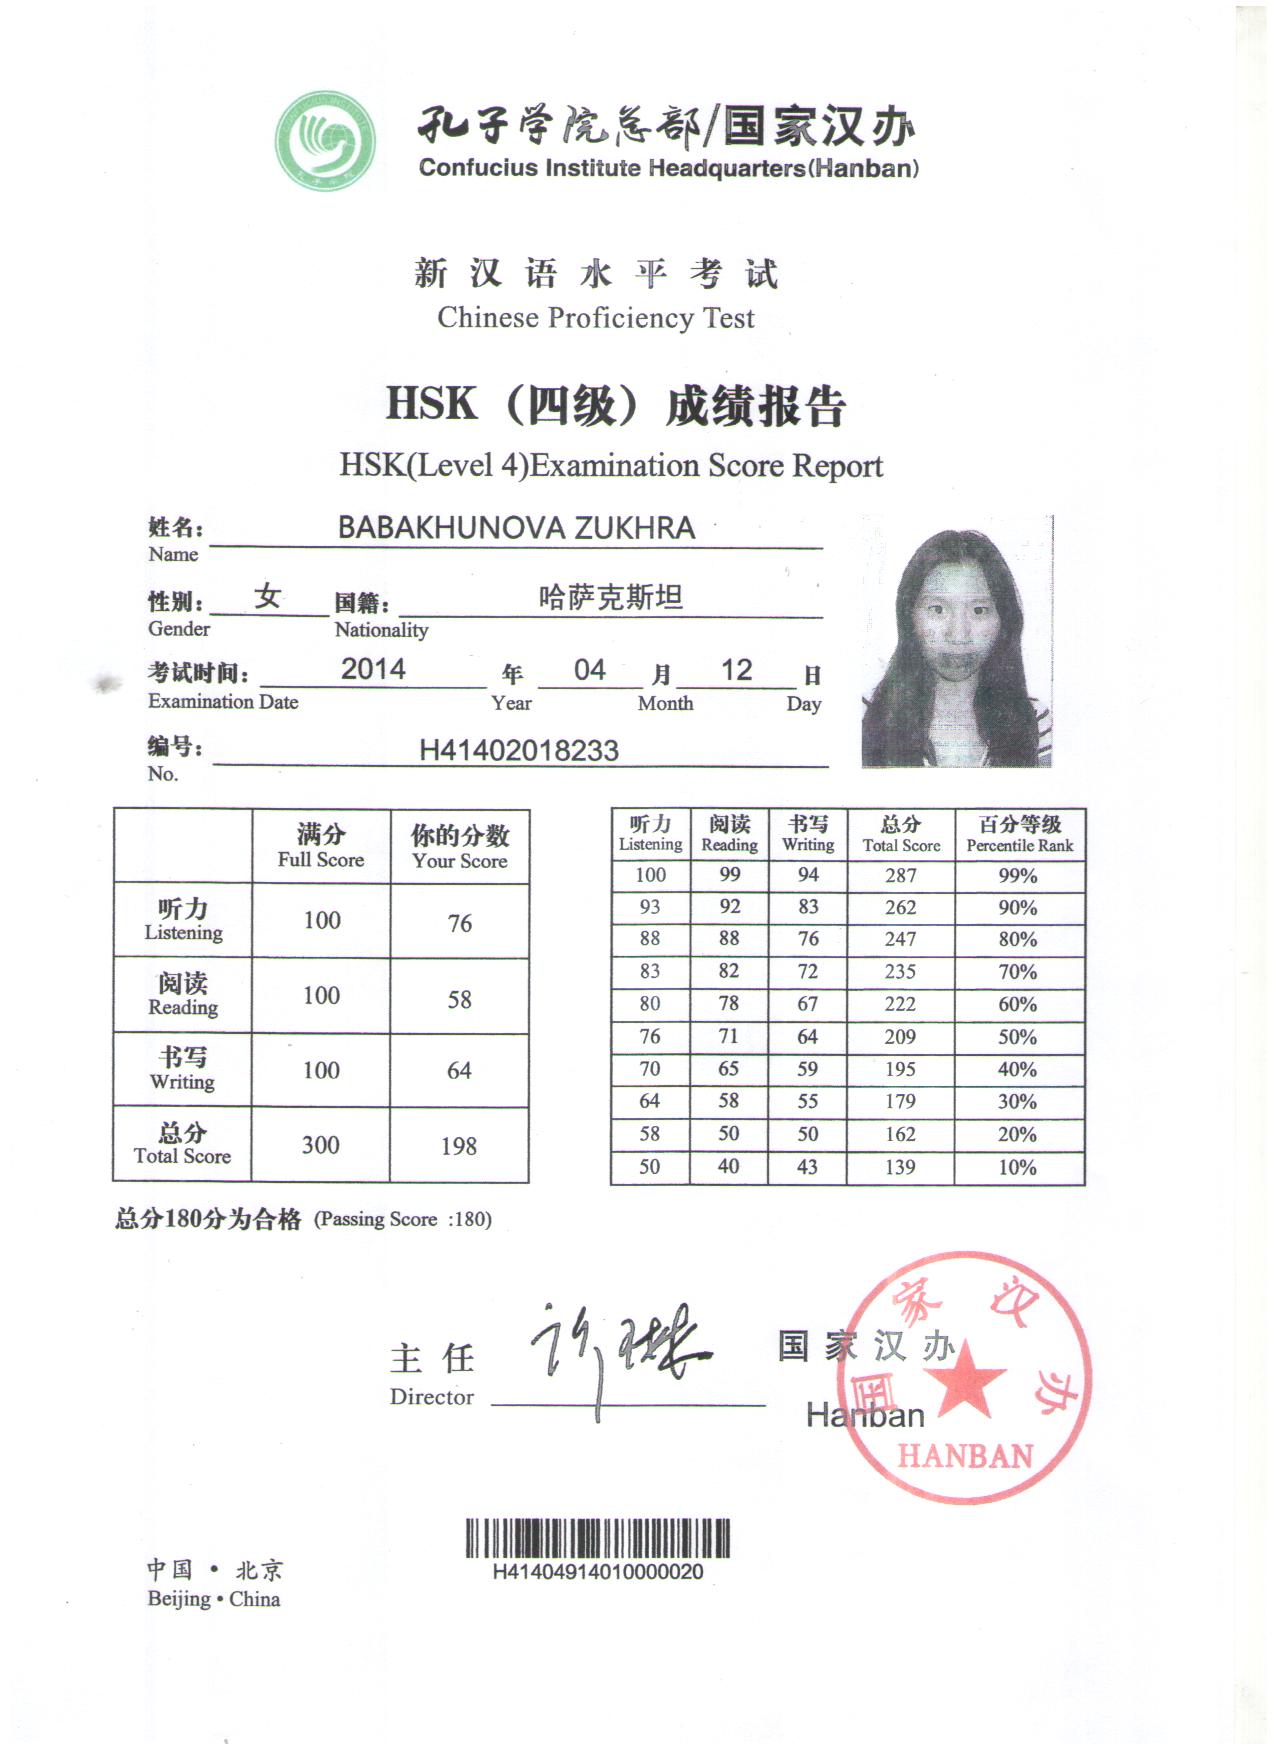 孔子学院总部/国家汉办
Confucius Institute Headquarters(Hanban)
新汉语水平考试
Chinese Proficiency Test
HSK（四级）成绩报告
HSK(Level 4)Examination Score Report
姓名: BABAKHUNOVA ZUKHRA
Name
性别: 女 国籍: 哈萨克斯坦
Gender Nationality
考试时间: 2014 年 04 月 12 日
Examination Date Year Month Day
编号: H41402018233
No.
满分 你的分数
Full Score Your Score
听力 100 76
Listening
阅读 100 58
Reading
书写 100 64
Writing
总分 300 198
Total Score
听力 阅读 书写 总分 百分等级
Listening Reading Writing Total Score Percentile Rank
100 99 94 287 99%
93 92 83 262 90%
88 88 76 247 80%
83 82 72 235 70%
80 78 67 222 60%
76 71 64 209 50%
70 65 59 195 40%
64 58 55 179 30%
58 50 50 162 20%
50 40 43 139 10%
总分180分为合格 (Passing Score :180)
主任 许琳 国家汉办
Director Hanban
国家汉办
HANBAN
H41404914010000020
中国・北京
Beijing・China